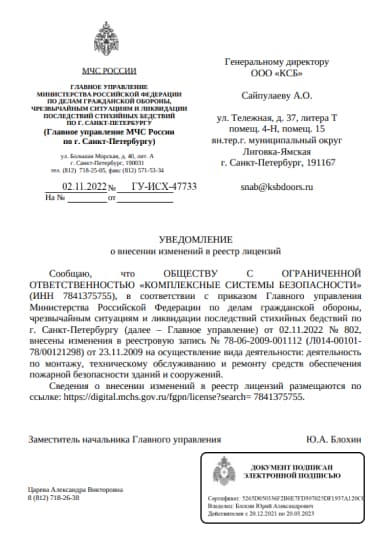 МЧС РОССИИ
ГЛАВНОЕ УПРАВЛЕНИЕ
МИНИСТЕРСТВА РОССИЙСКОЙ ФЕДЕРАЦИИ
ПО ДЕЛАМ ГРАЖДАНСКОЙ ОБОРОНЫ,
ЧРЕЗВЫЧАЙНЫМ СИТУАЦИЯМ И ЛИКВИДАЦИИ
ПОСЛЕДСТВИЙ СТИХИЙНЫХ БЕДСТВИЙ
ПО Г. САНКТ-ПЕТЕРБУРГУ
(Главное управление МЧС России
по г. Санкт-Петербургу)
ул. Большая Морская, д. 40, лит. А
г. Санкт-Петербург, 190031
тел. (812) 718-25-05, факс (812) 571-53-34
02.11.2022 № ГУ-ИСХ-47733
На № от
Генеральному директору
ООО «КСБ»
Сайпулаеву А.О.
ул. Тележная, д. 37, литера Т
помещ. 4-Н, помещ. 15
вн.тер.г. муниципальный округ
Лиговка-Ямская
г. Санкт-Петербург, 191167
snab@ksbdoors.ru
УВЕДОМЛЕНИЕ
о внесении изменений в реестр лицензий
Сообщаю, что ОБЩЕСТВУ С ОГРАНИЧЕННОЙ
ОТВЕТСТВЕННОСТЬЮ «КОМПЛЕКСНЫЕ СИСТЕМЫ БЕЗОПАСНОСТИ»
(ИНН 7841375755), в соответствии с приказом Главного управления
Министерства Российской Федерации по делам гражданской обороны,
чрезвычайным ситуациям и ликвидации последствий стихийных бедствий по
г. Санкт-Петербургу (далее – Главное управление) от 02.11.2022 № 802,
внесены изменения в реестровую запись № 78-06-2009-001112 (Л014-00101-
78/00121298) от 23.11.2009 на осуществление вида деятельности: деятельность
по монтажу, техническому обслуживанию и ремонту средств обеспечения
пожарной безопасности зданий и сооружений.
Сведения о внесении изменений в реестр лицензий размещаются по
ссылке: https://digital.mchs.gov.ru/fgpn/license?search= 7841375755.
Заместитель начальника Главного управления Ю.А. Блохин
ДОКУМЕНТ ПОДПИСАН
ЭЛЕКТРОННОЙ ПОДПИСЬЮ
Сертификат:
Владелец: Блохин Юрий Александрович
Действителен с 20.12.2021 по 20.03.2023
Царева Александра Викторовна
8 (812) 718-26-38